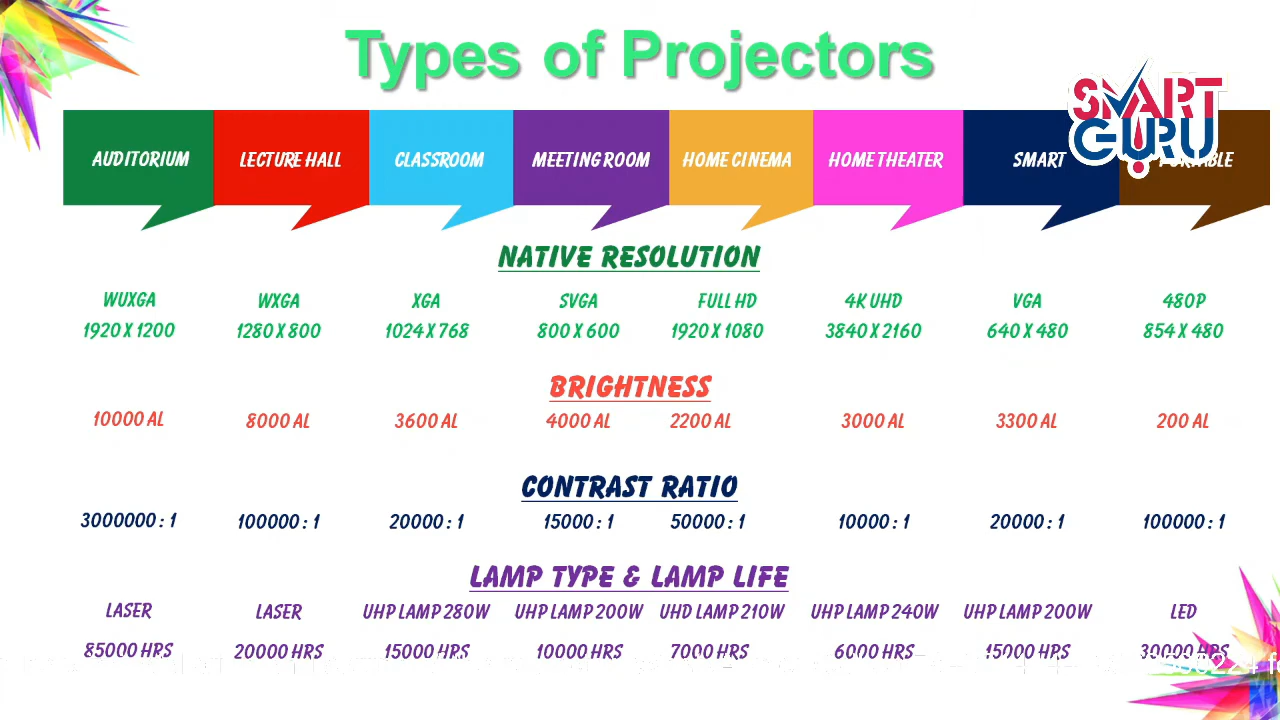 Types of Projectors
SMART GURU
AUDITORIUM LECTURE HALL CLASSROOM MEETING ROOM HOME CINEMA HOME THEATER SMART
NATIVE RESOLUTION
WUXGA WXGA XGA SVGA FULL HD 4K UHD VGA 480P
1920 X 1200 1280 X 800 1024 X 768 800 X 600 1920 X 1080 3840 X 2160 640 X 480 854 X 480
BRIGHTNESS
10000 AL 8000 AL 3600 AL 4000 AL 2200 AL 3000 AL 3300 AL 200 AL
CONTRAST RATIO
3000000 : 1 100000 : 1 20000 : 1 15000 : 1 50000 : 1 10000 : 1 20000 : 1 100000 : 1
LAMP TYPE & LAMP LIFE
LASER LASER UHP LAMP 280W UHP LAMP 200W UHD LAMP 210W UHP LAMP 240W UHP LAMP 200W LED
85000 HRS 20000 HRS 15000 HRS 10000 HRS 7000 HRS 6000 HRS 15000 HRS 30000 HRS